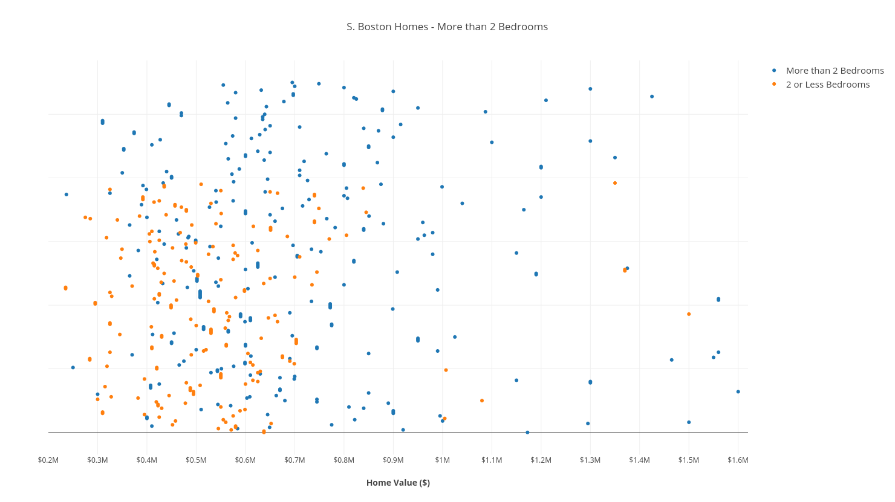 S. Boston Homes - More than 2 Bedrooms
More than 2 Bedrooms
2 or Less Bedrooms
$0.2M $0.3M $0.4M $0.5M $0.6M $0.7M $0.8M $0.9M $1M $1.1M $1.2M $1.3M $1.4M $1.5M $1.6M
Home Value ($)